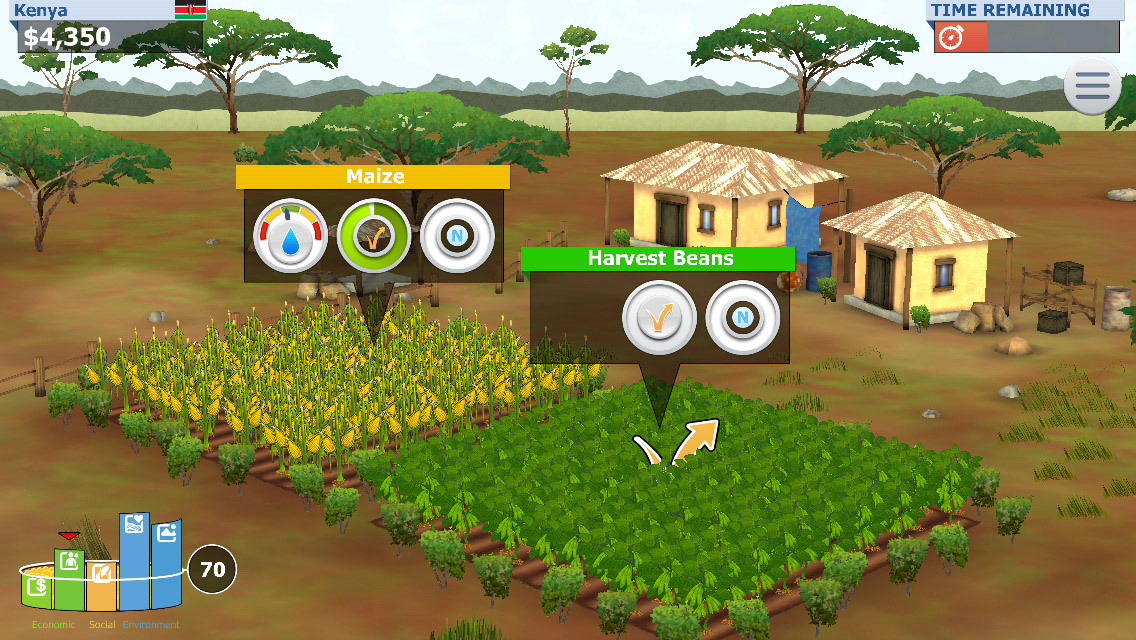 Kenya
$4,350
TIME REMAINING
Maize
N
Harvest Beans
N
$
70
Economic Social Environment